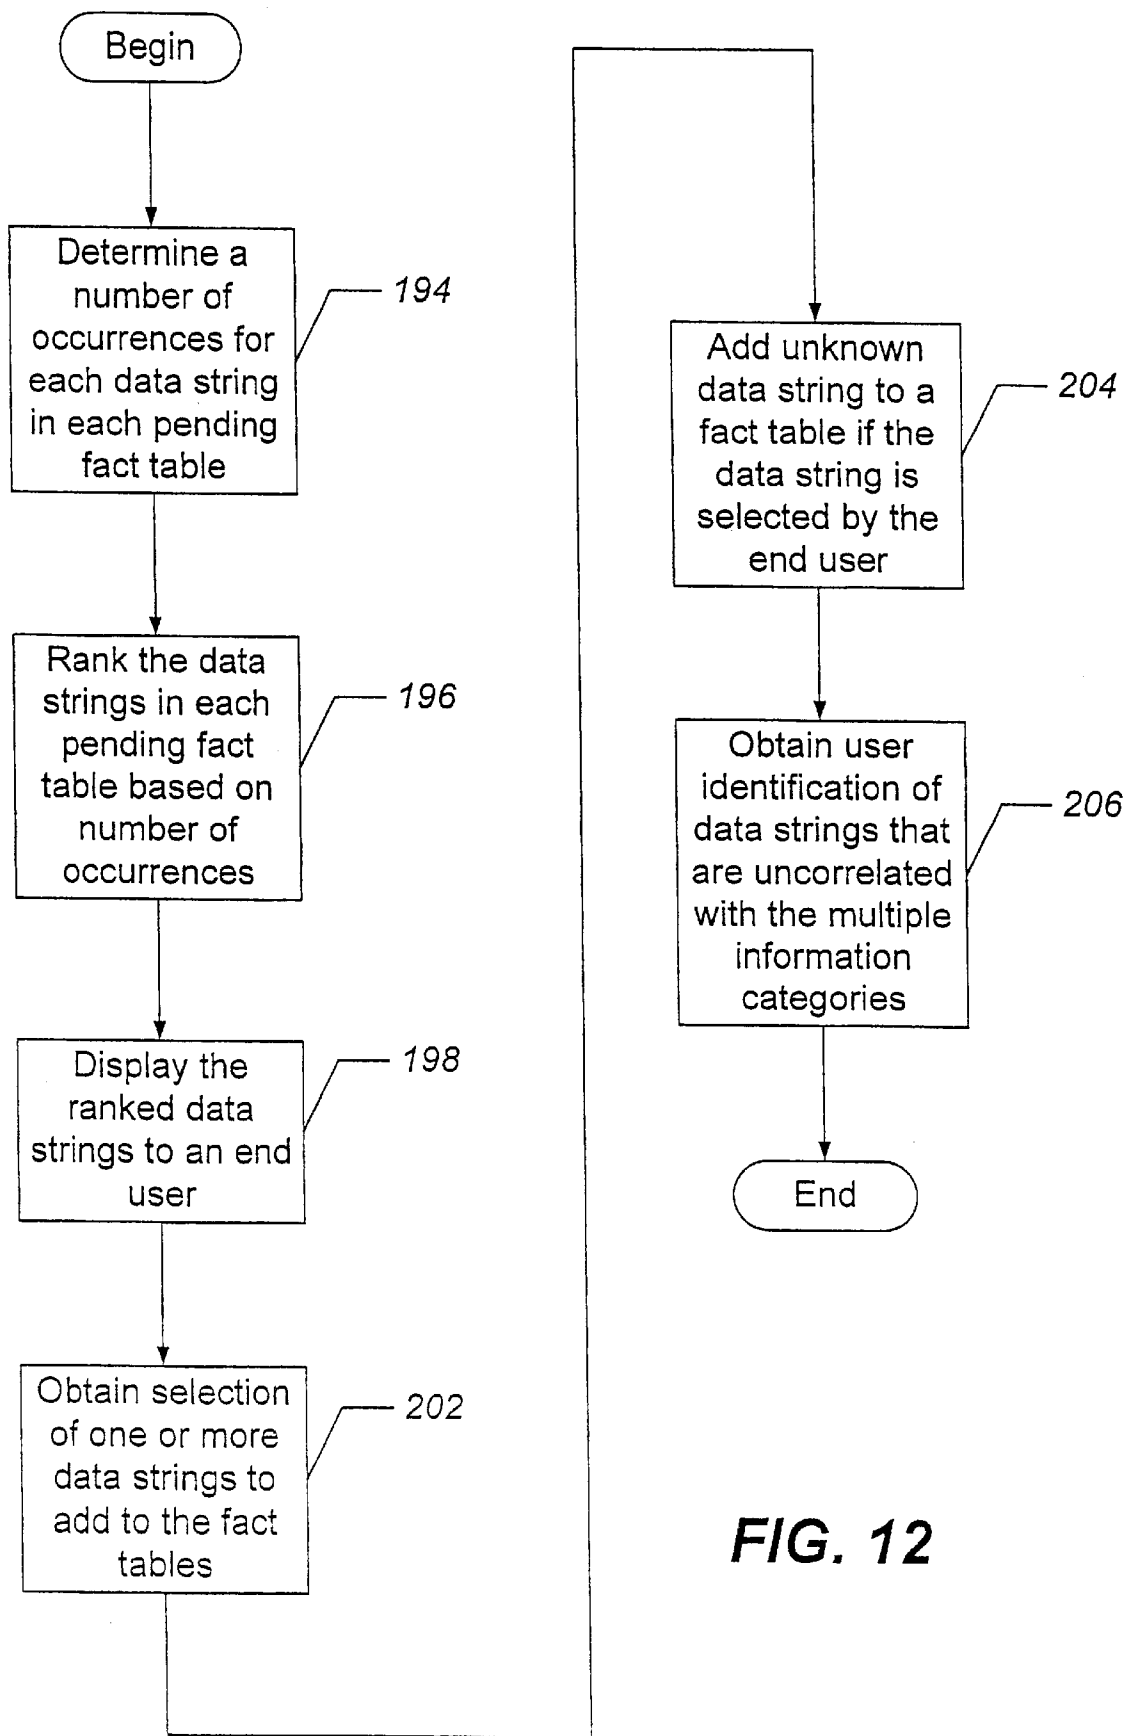 Begin
Determine a
number of
occurrences for
each data string
in each pending
fact table
194
Rank the data
strings in each
pending fact
table based on
number of
occurrences
196
Display the
ranked data
strings to an end
user
198
Obtain selection
of one or more
data strings to
add to the fact
tables
202
Add unknown
data string to a
fact table if the
data string is
selected by the
end user
204
Obtain user
identification of
data strings that
are uncorrelated
with the multiple
information
categories
206
End
FIG. 12